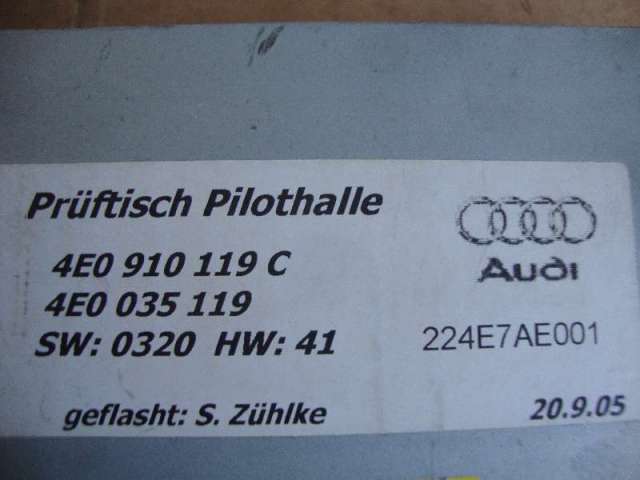 Prüftisch Pilothalle
4E0 910 119 C
4E0 035 119
SW: 0320 HW: 41
geflasht: S. Zühlke
Audi
224E7AE001
20.9.05